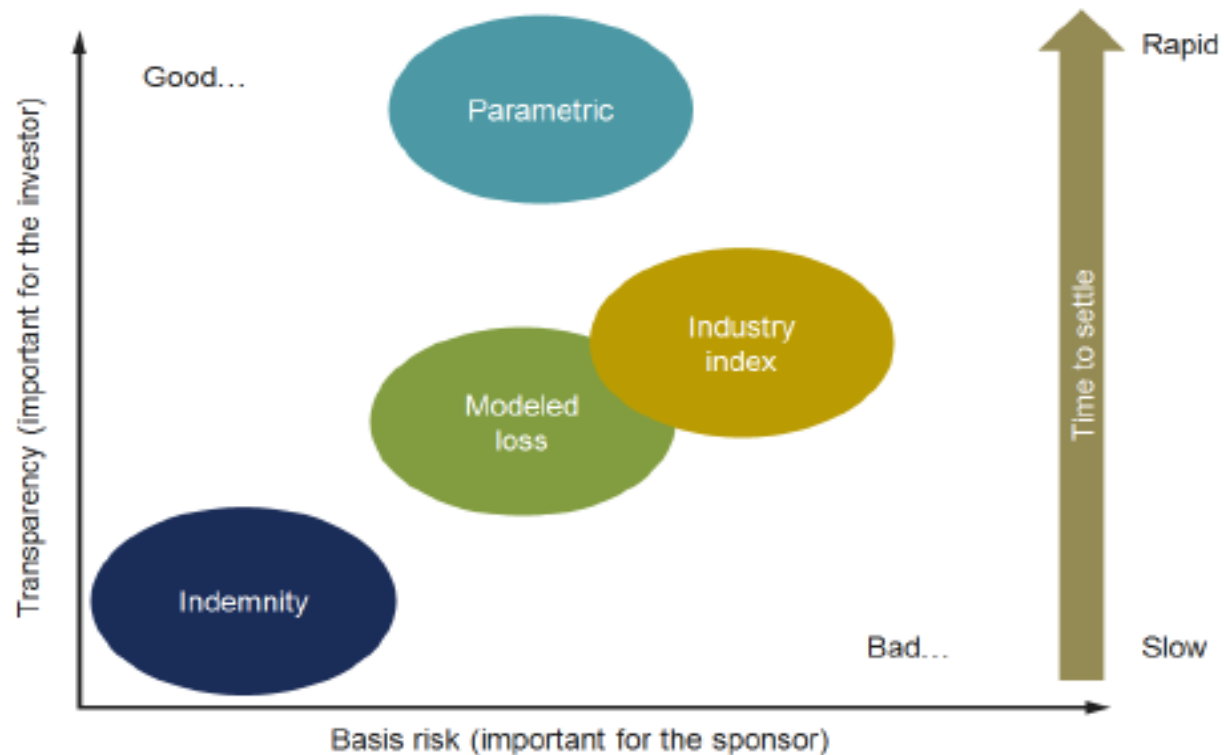 Good…
Parametric
Rapid
Transparency (important for the investor)
Industry
index
Time to settle
Modeled
loss
Indemnity
Bad…
Slow
Basis risk (important for the sponsor)